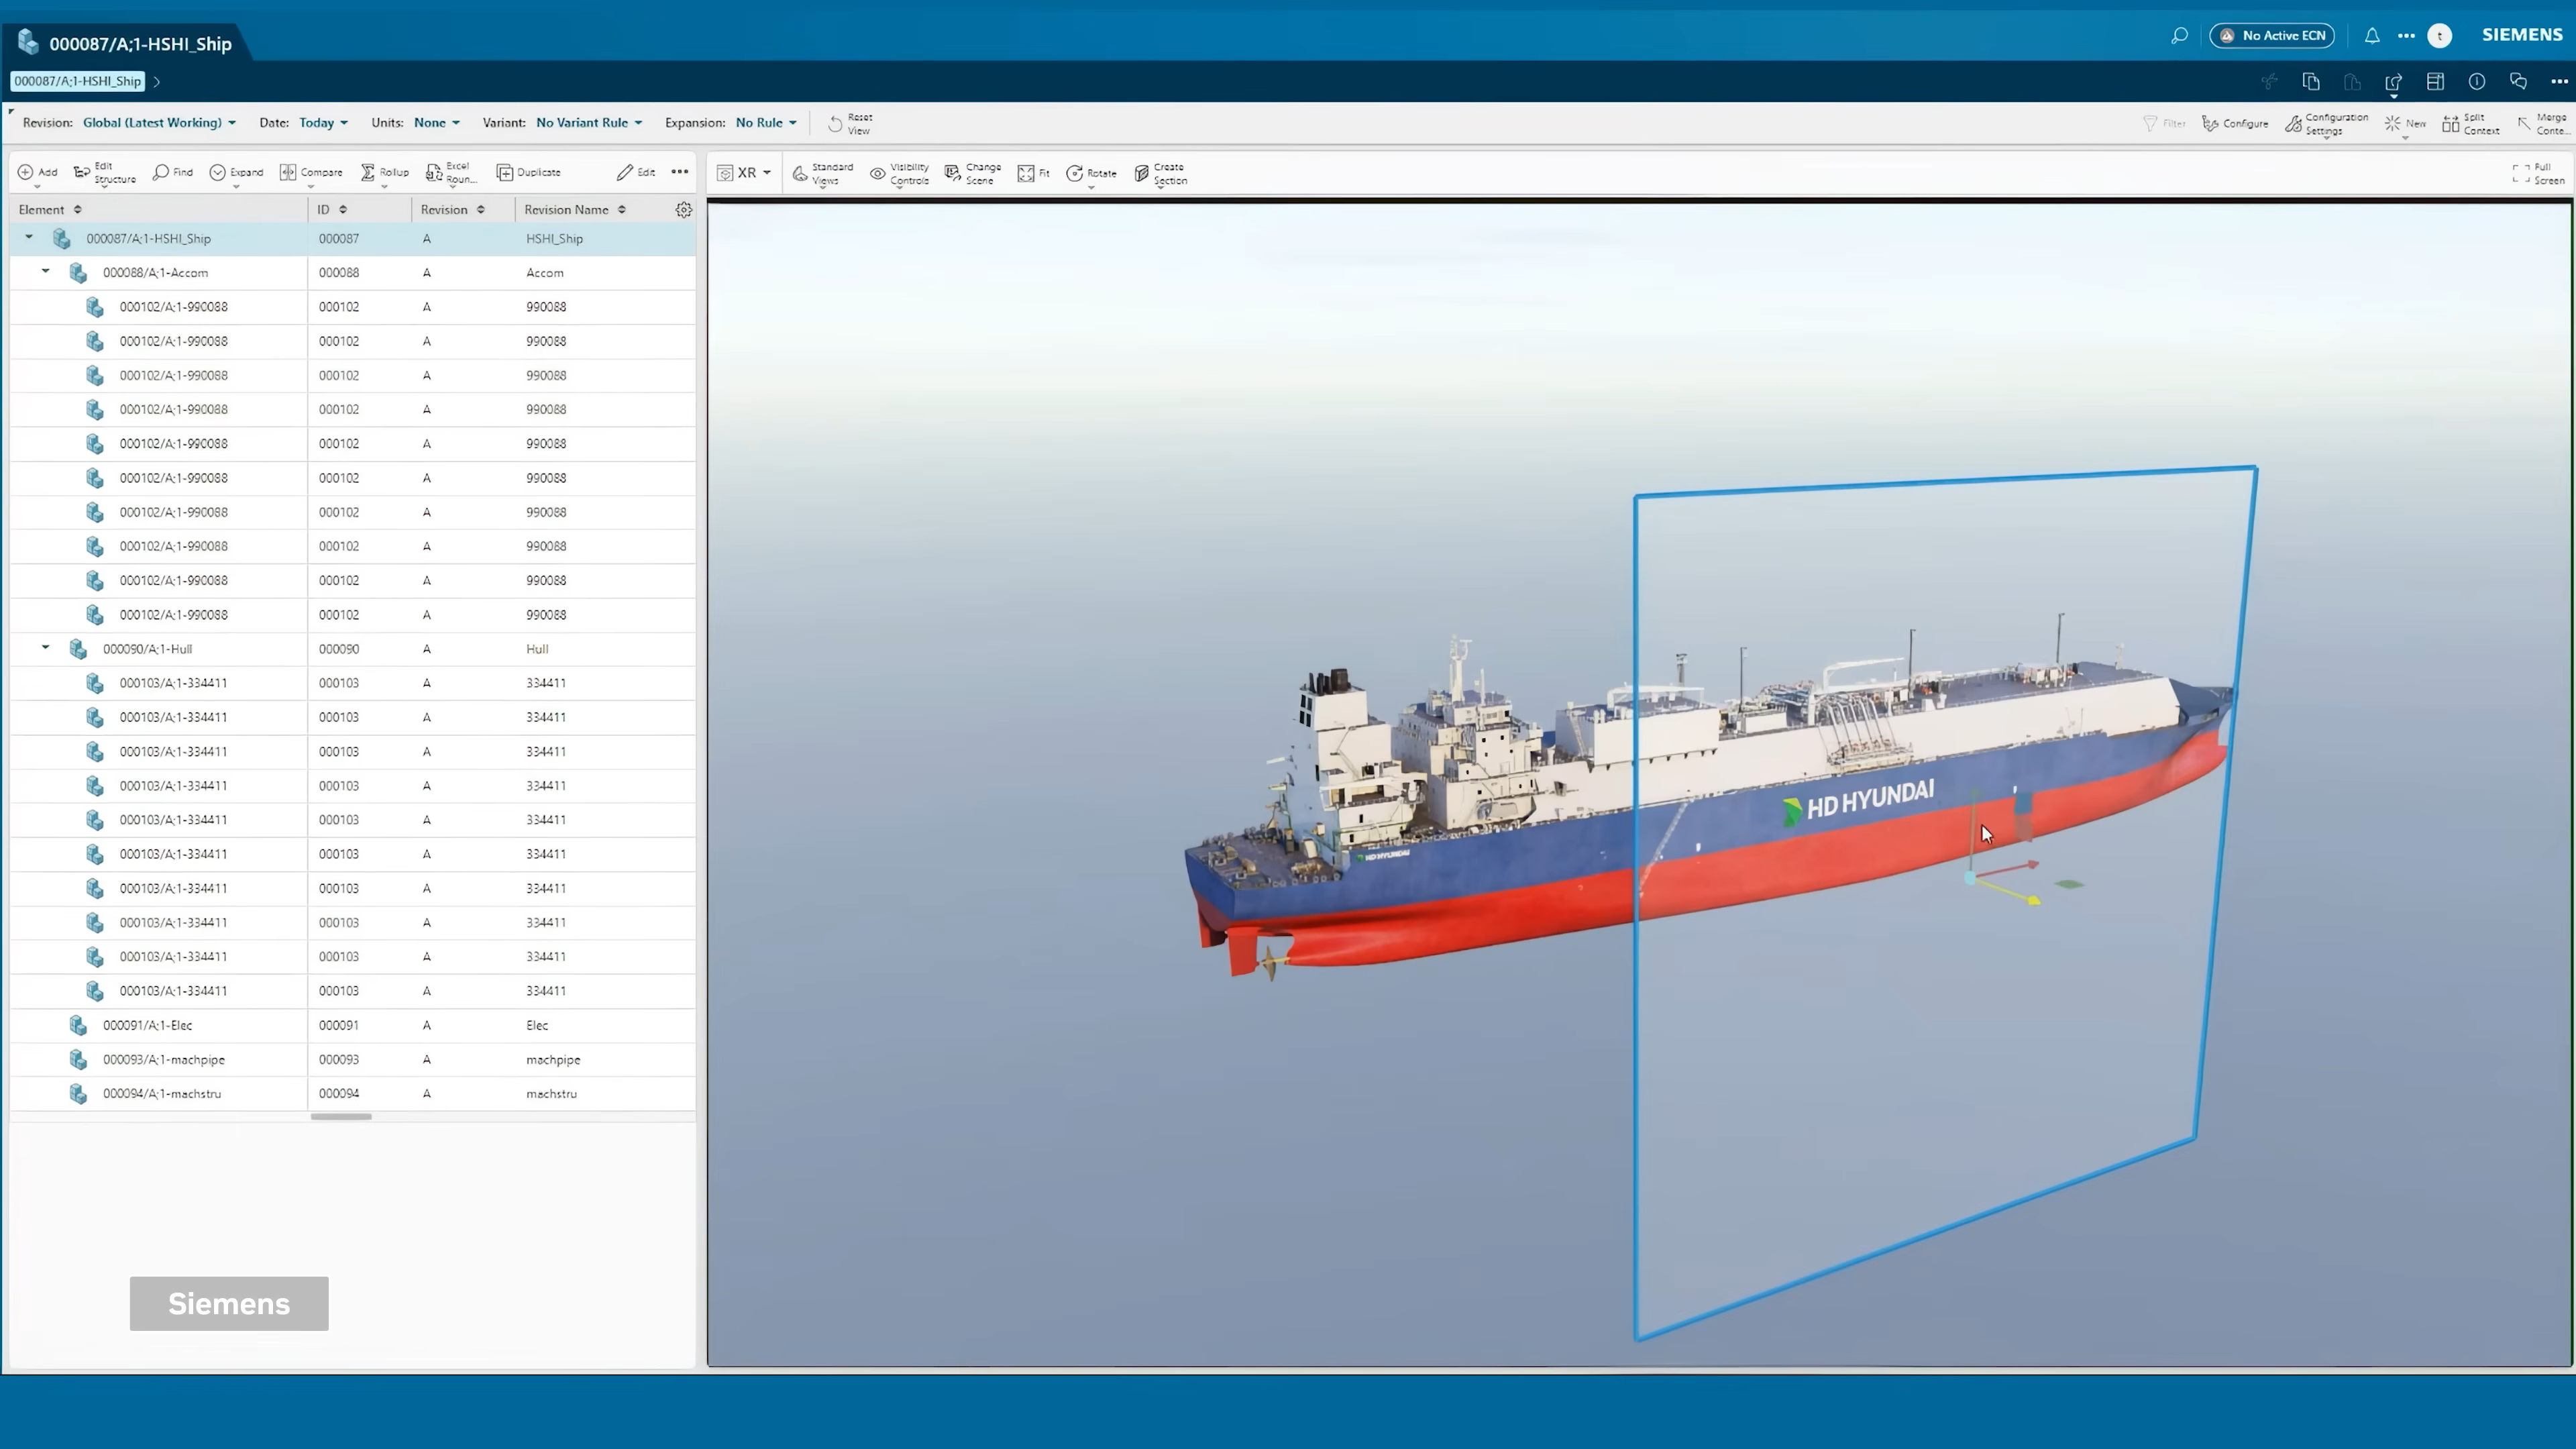 000087/A;1-HSHI_Ship
No Active ECN
t
SIEMENS
000087/A;1-HSHI_Ship
Revision: Global (Latest Working) Date: Today Units: None Variant: No Variant Rule Expansion: No Rule Reset View
Filter Configure Configuration Settings New Split Context Merge Conte...
Add Edit Structure Find Expand Compare Rollup Excel Roun... Duplicate Edit
XR Standard Views Visibility Controls Change Scene Fit Rotate Create Section Full Screen
Element ID Revision Revision Name
000087/A;1-HSHI_Ship 000087 A HSHI_Ship
000088/A;1-Accom 000088 A Accom
000102/A;1-990088 000102 A 990088
000102/A;1-990088 000102 A 990088
000102/A;1-990088 000102 A 990088
000102/A;1-990088 000102 A 990088
000102/A;1-990088 000102 A 990088
000102/A;1-990088 000102 A 990088
000102/A;1-990088 000102 A 990088
000102/A;1-990088 000102 A 990088
000102/A;1-990088 000102 A 990088
000102/A;1-990088 000102 A 990088
000090/A;1-Hull 000090 A Hull
000103/A;1-334411 000103 A 334411
000103/A;1-334411 000103 A 334411
000103/A;1-334411 000103 A 334411
000103/A;1-334411 000103 A 334411
000103/A;1-334411 000103 A 334411
000103/A;1-334411 000103 A 334411
000103/A;1-334411 000103 A 334411
000103/A;1-334411 000103 A 334411
000103/A;1-334411 000103 A 334411
000103/A;1-334411 000103 A 334411
000091/A;1-Elec 000091 A Elec
000093/A;1-machpipe 000093 A machpipe
000094/A;1-machstru 000094 A machstru
HD HYUNDAI
HD HYUNDAI
Siemens